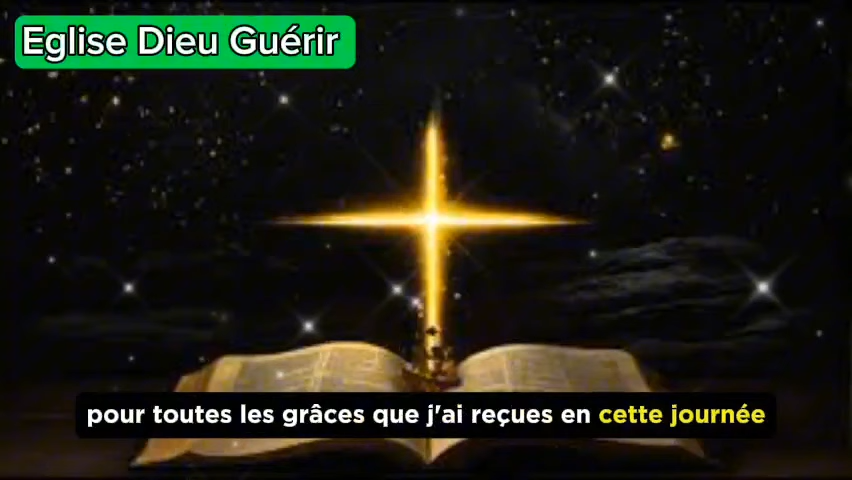 Eglise Dieu Guérir
pour toutes les grâces que j'ai reçues en cette journée